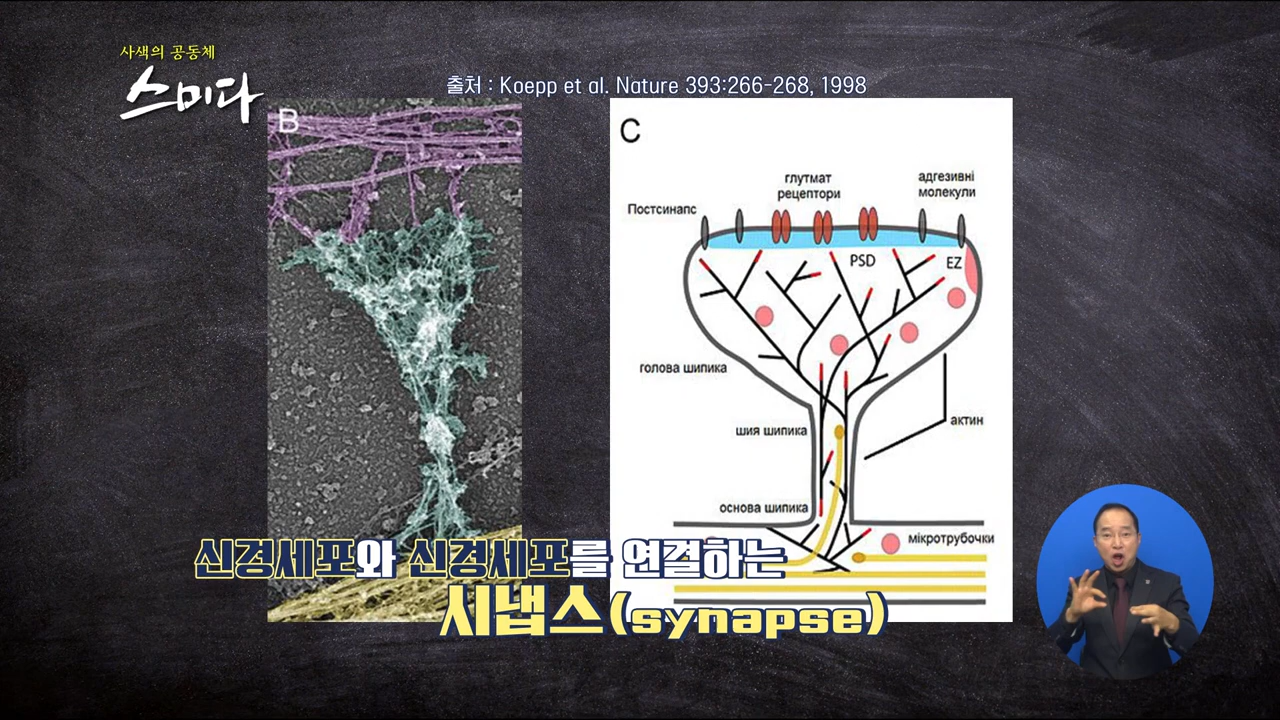 사색의 공동체
스미다
출처 : Koepp et al. Nature 393:266-268, 1998
B
C
глутмат
рецептори
адгезивні
молекули
Постсинапс
PSD
EZ
голова шипика
шия шипика
актин
основа шипика
мікротрубочки
신경세포와 신경세포를 연결하는
시냅스(synapse)